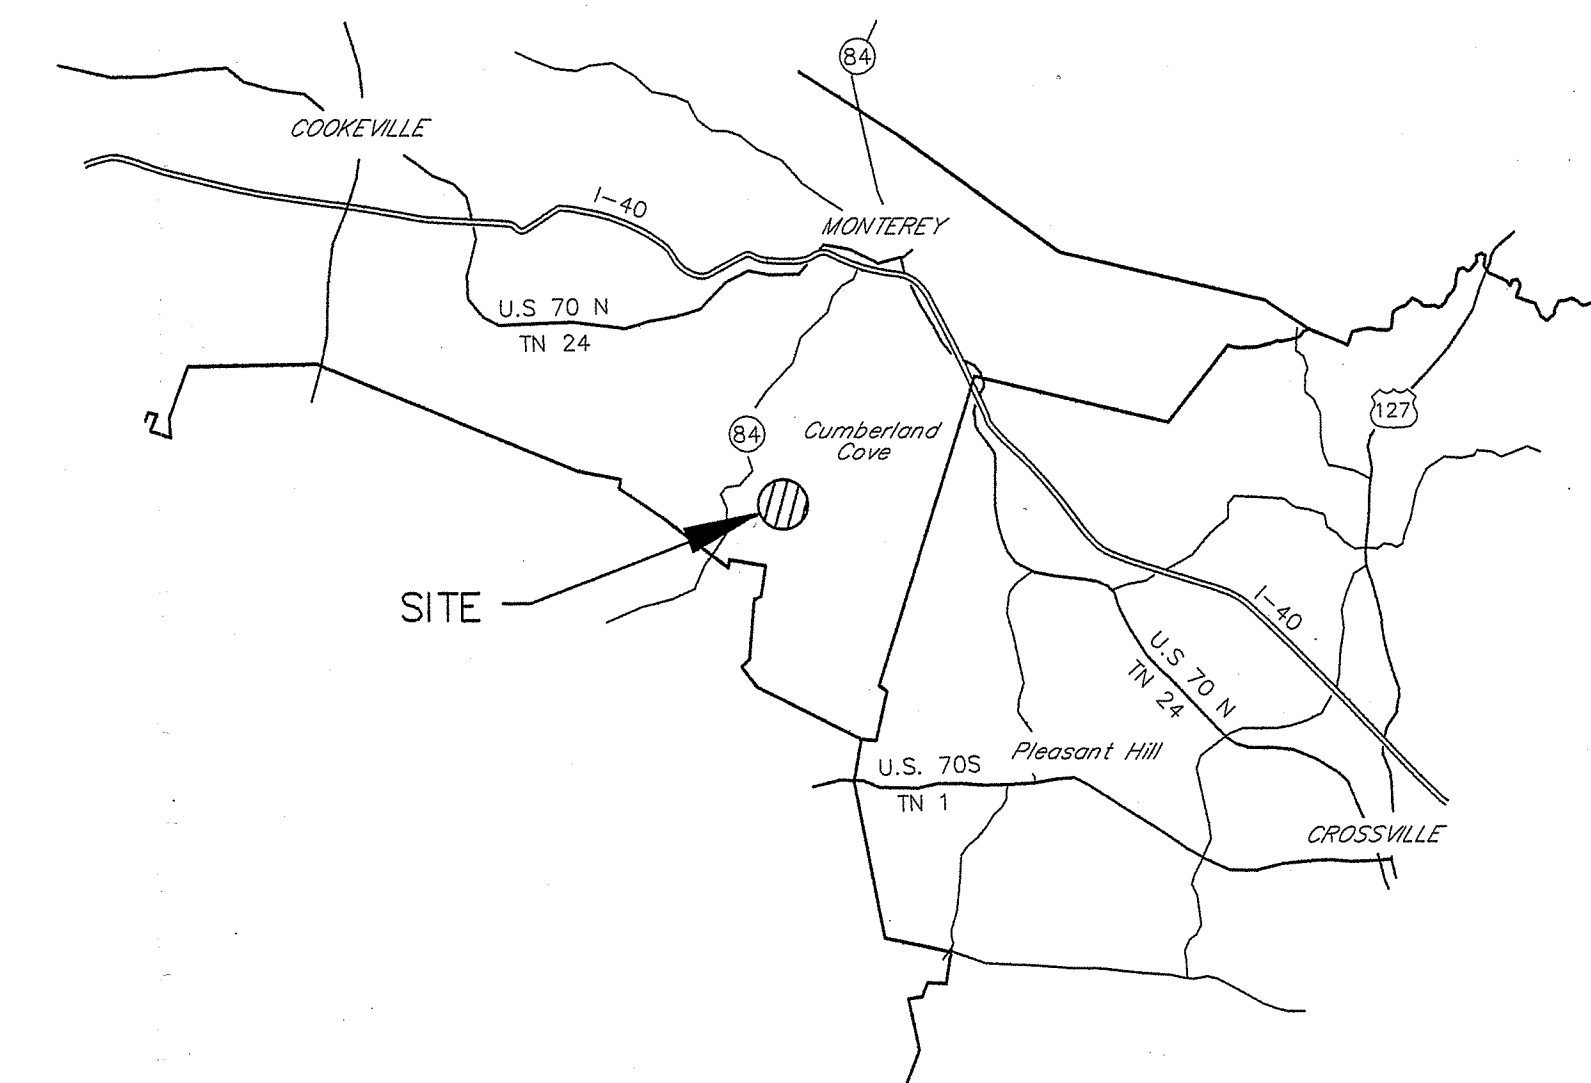 84
COOKEVILLE
I-40
MONTEREY
U.S 70 N
TN 24
127
84
Cumberland
Cove
SITE
I-40
U.S 70 N
TN 24
Pleasant Hill
U.S. 70S
TN 1
CROSSVILLE